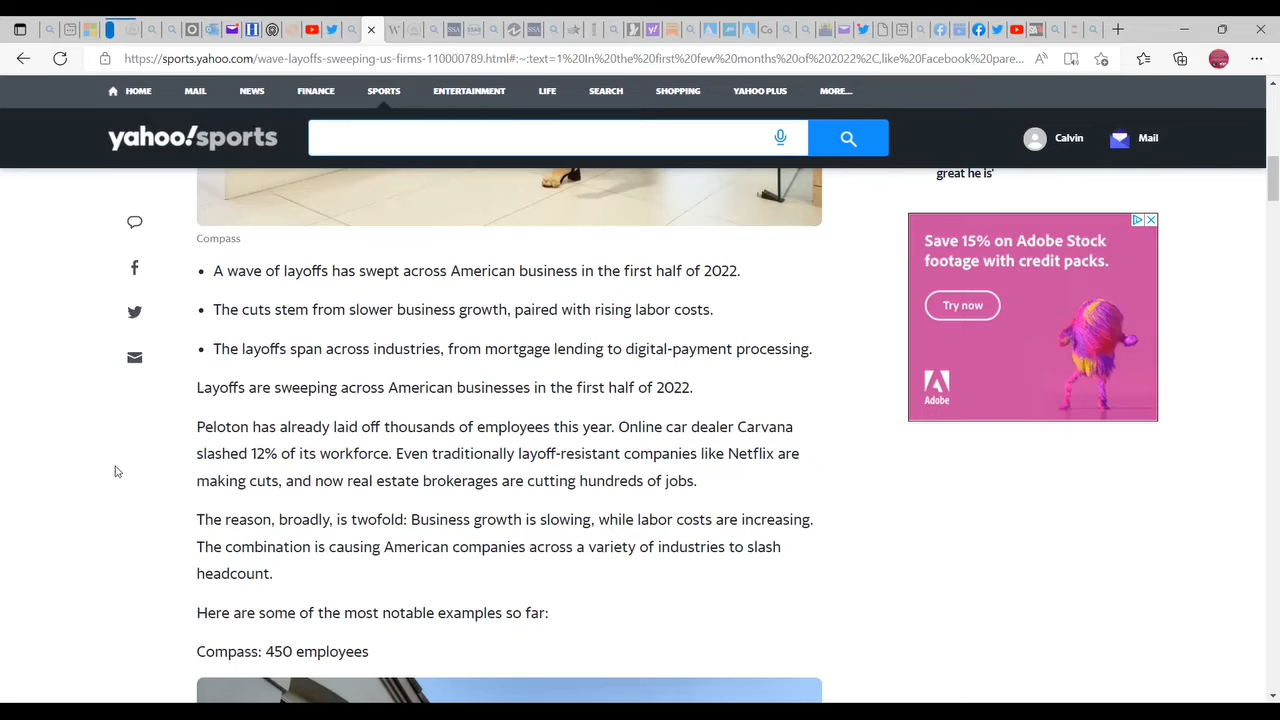 https://sports.yahoo.com/wave-layoffs-sweeping-us-firms-110000789.html#:~:text=1%20In%20the%20first%20few%20months%20of%202022%2C,like%20Facebook%20pare...
HOME MAIL NEWS FINANCE SPORTS ENTERTAINMENT LIFE SEARCH SHOPPING YAHOO PLUS MORE...
yahoo!sports
Calvin
Mail
great he is'
Compass
• A wave of layoffs has swept across American business in the first half of 2022.
• The cuts stem from slower business growth, paired with rising labor costs.
• The layoffs span across industries, from mortgage lending to digital-payment processing.
Layoffs are sweeping across American businesses in the first half of 2022.
Peloton has already laid off thousands of employees this year. Online car dealer Carvana
slashed 12% of its workforce. Even traditionally layoff-resistant companies like Netflix are
making cuts, and now real estate brokerages are cutting hundreds of jobs.
The reason, broadly, is twofold: Business growth is slowing, while labor costs are increasing.
The combination is causing American companies across a variety of industries to slash
headcount.
Here are some of the most notable examples so far:
Compass: 450 employees
Save 15% on Adobe Stock
footage with credit packs.
Try now
Adobe